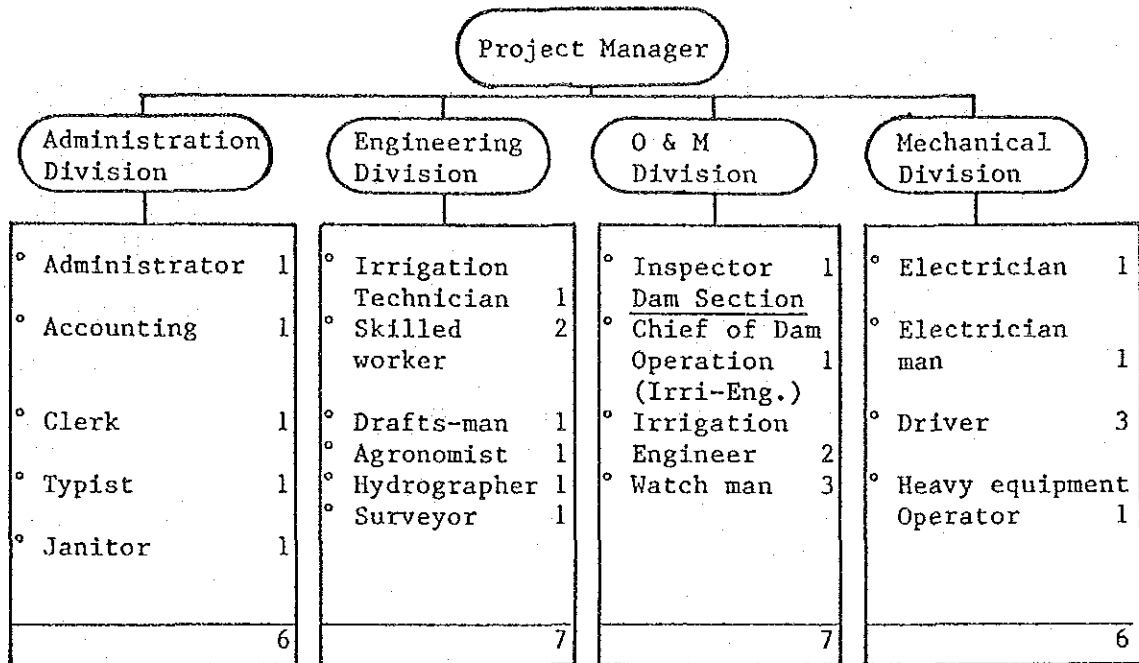 Project Manager
Administration
Division
Engineering
Division
O & M
Division
Mechanical
Division
° Administrator 1
° Accounting 1
° Clerk 1
° Typist 1
° Janitor 1
6
° Irrigation
Technician 1
° Skilled 2
worker
° Drafts-man 1
° Agronomist 1
° Hydrographer 1
° Surveyor 1
7
° Inspector 1
Dam Section
° Chief of Dam
Operation 1
(Irri-Eng.)
° Irrigation
Engineer 2
° Watch man 3
7
° Electrician 1
° Electrician
man 1
° Driver 3
° Heavy equipment
Operator 1
6